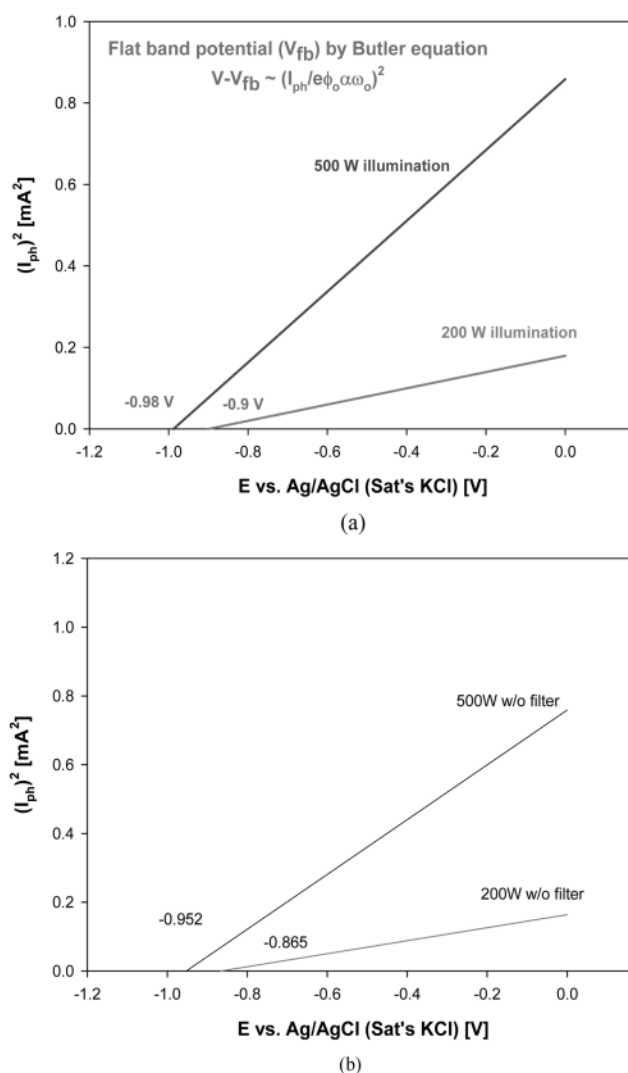 Flat band potential (Vfb) by Butler equation
V-Vfb ~ (Iph/eϕoαωo)²
500 W illumination
200 W illumination
-0.98 V
-0.9 V
(Iph)² [mA²]
1.0
0.8
0.6
0.4
0.2
0.0
-1.2 -1.0 -0.8 -0.6 -0.4 -0.2 0.0
E vs. Ag/AgCl (Sat's KCl) [V]
(a)
1.2
1.0
0.8
0.6
0.4
0.2
0.0
(Iph)² [mA²]
500W w/o filter
200W w/o filter
-0.952
-0.865
-1.2 -1.0 -0.8 -0.6 -0.4 -0.2 0.0
E vs. Ag/AgCl (Sat's KCl) [V]
(b)